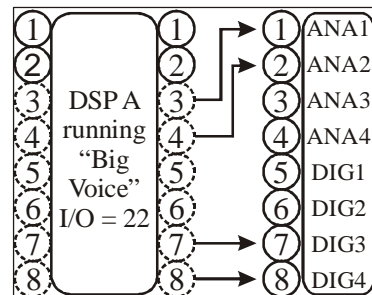 1 1 1 ANA1
2 2 2 ANA2
3 DSP A 3 3 ANA3
4 running 4 4 ANA4
5 “Big 5 5 DIG1
6 Voice” 6 6 DIG2
7 I/O = 22 7 7 DIG3
8 8 8 DIG4